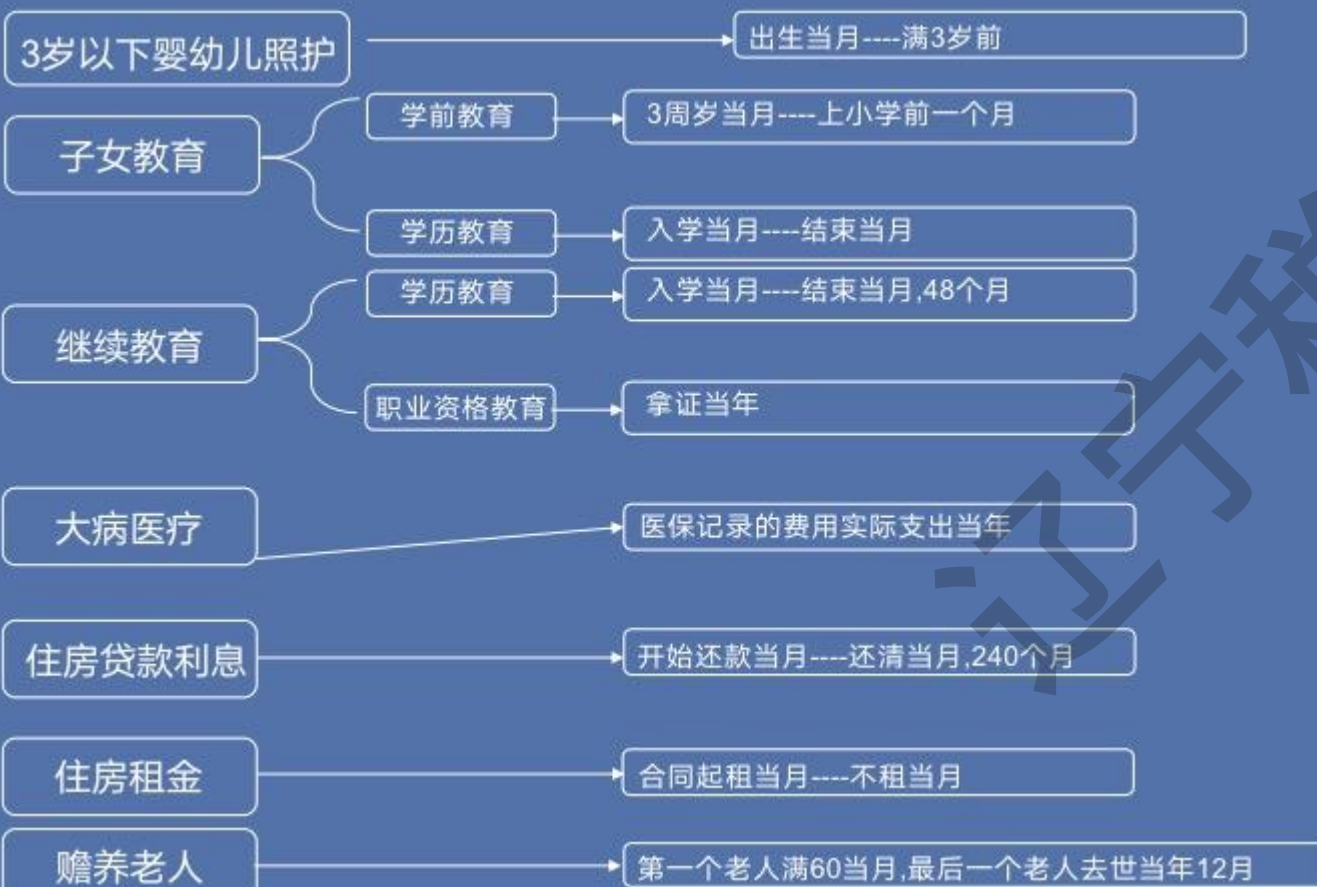 3岁以下婴幼儿照护
出生当月----满3岁前
子女教育
学前教育
3周岁当月----上小学前一个月
学历教育
入学当月----结束当月
继续教育
学历教育
入学当月----结束当月,48个月
职业资格教育
拿证当年
大病医疗
医保记录的费用实际支出当年
住房贷款利息
开始还款当月----还清当月,240个月
住房租金
合同起租当月----不租当月
赡养老人
第一个老人满60当月,最后一个老人去世当年12月
辽宁税